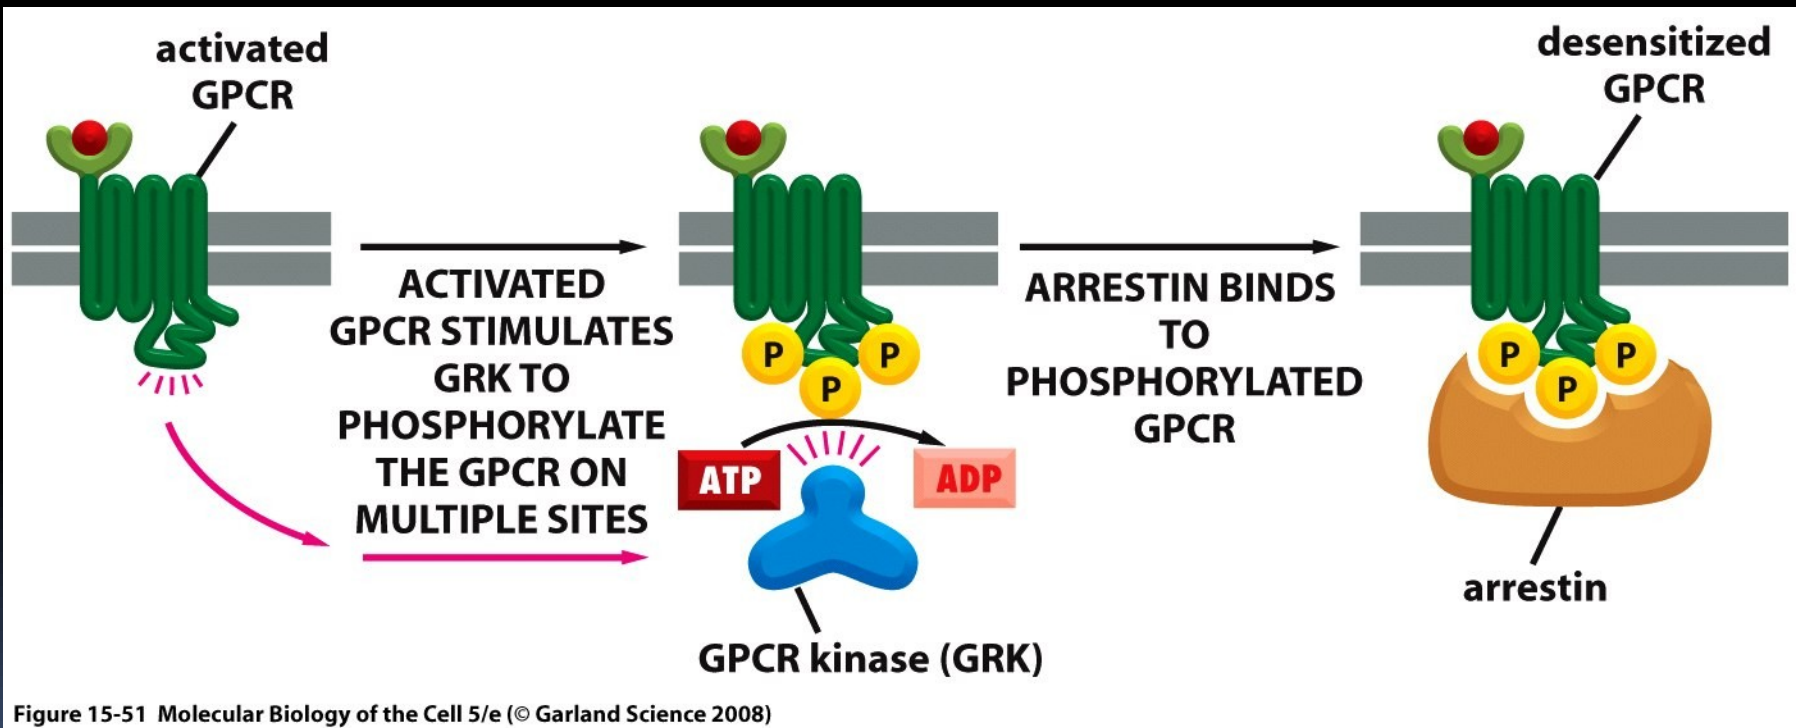 activated
GPCR
ACTIVATED
GPCR STIMULATES
GRK TO
PHOSPHORYLATE
THE GPCR ON
MULTIPLE SITES
P
P
P
ATP
ADP
GPCR kinase (GRK)
ARRESTIN BINDS
TO
PHOSPHORYLATED
GPCR
desensitized
GPCR
P
P
P
arrestin
Figure 15-51 Molecular Biology of the Cell 5/e (© Garland Science 2008)